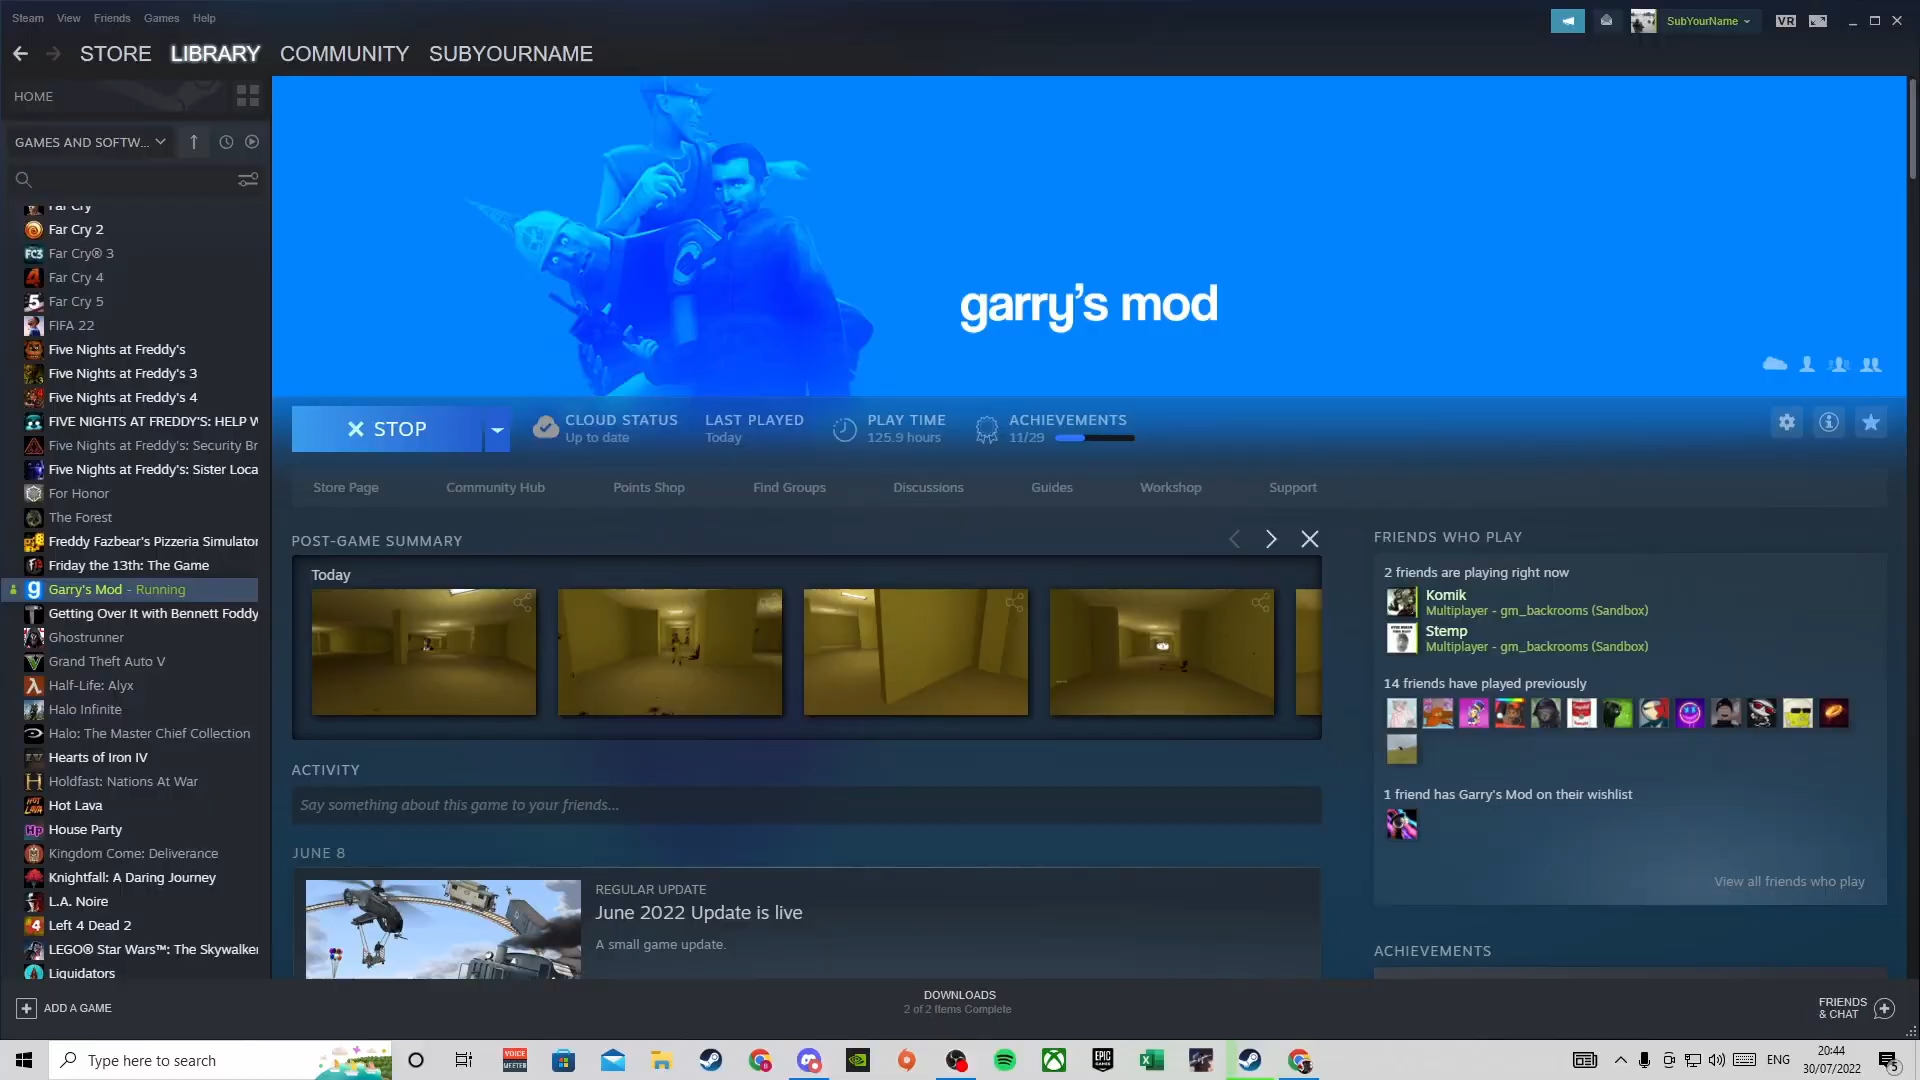 Steam View Friends Games Help
SubYourName
VR
STORE LIBRARY COMMUNITY SUBYOURNAME
HOME
GAMES AND SOFTW...
Far Cry
Far Cry 2
Far Cry® 3
Far Cry 4
Far Cry 5
FIFA 22
Five Nights at Freddy's
Five Nights at Freddy's 3
Five Nights at Freddy's 4
FIVE NIGHTS AT FREDDY'S: HELP W
Five Nights at Freddy's: Security Br
Five Nights at Freddy's: Sister Loca
For Honor
The Forest
Freddy Fazbear's Pizzeria Simulator
Friday the 13th: The Game
Garry's Mod - Running
Getting Over It with Bennett Foddy
Ghostrunner
Grand Theft Auto V
Half-Life: Alyx
Halo Infinite
Halo: The Master Chief Collection
Hearts of Iron IV
Holdfast: Nations At War
Hot Lava
House Party
Kingdom Come: Deliverance
Knightfall: A Daring Journey
L.A. Noire
Left 4 Dead 2
LEGO® Star Wars™: The Skywalker
Liquidators
ADD A GAME
garry's mod
STOP
CLOUD STATUS
Up to date
LAST PLAYED
Today
PLAY TIME
125.9 hours
ACHIEVEMENTS
11/29
Store Page Community Hub Points Shop Find Groups Discussions Guides Workshop Support
POST-GAME SUMMARY
Today
ACTIVITY
Say something about this game to your friends...
JUNE 8
REGULAR UPDATE
June 2022 Update is live
A small game update.
FRIENDS WHO PLAY
2 friends are playing right now
Komik
Multiplayer - gm_backrooms (Sandbox)
Stemp
Multiplayer - gm_backrooms (Sandbox)
14 friends have played previously
1 friend has Garry's Mod on their wishlist
View all friends who play
ACHIEVEMENTS
DOWNLOADS
2 of 2 Items Complete
FRIENDS
& CHAT
Type here to search
VOICE
MEETER
EPIC
GAMES
ENG
20:44
30/07/2022
5